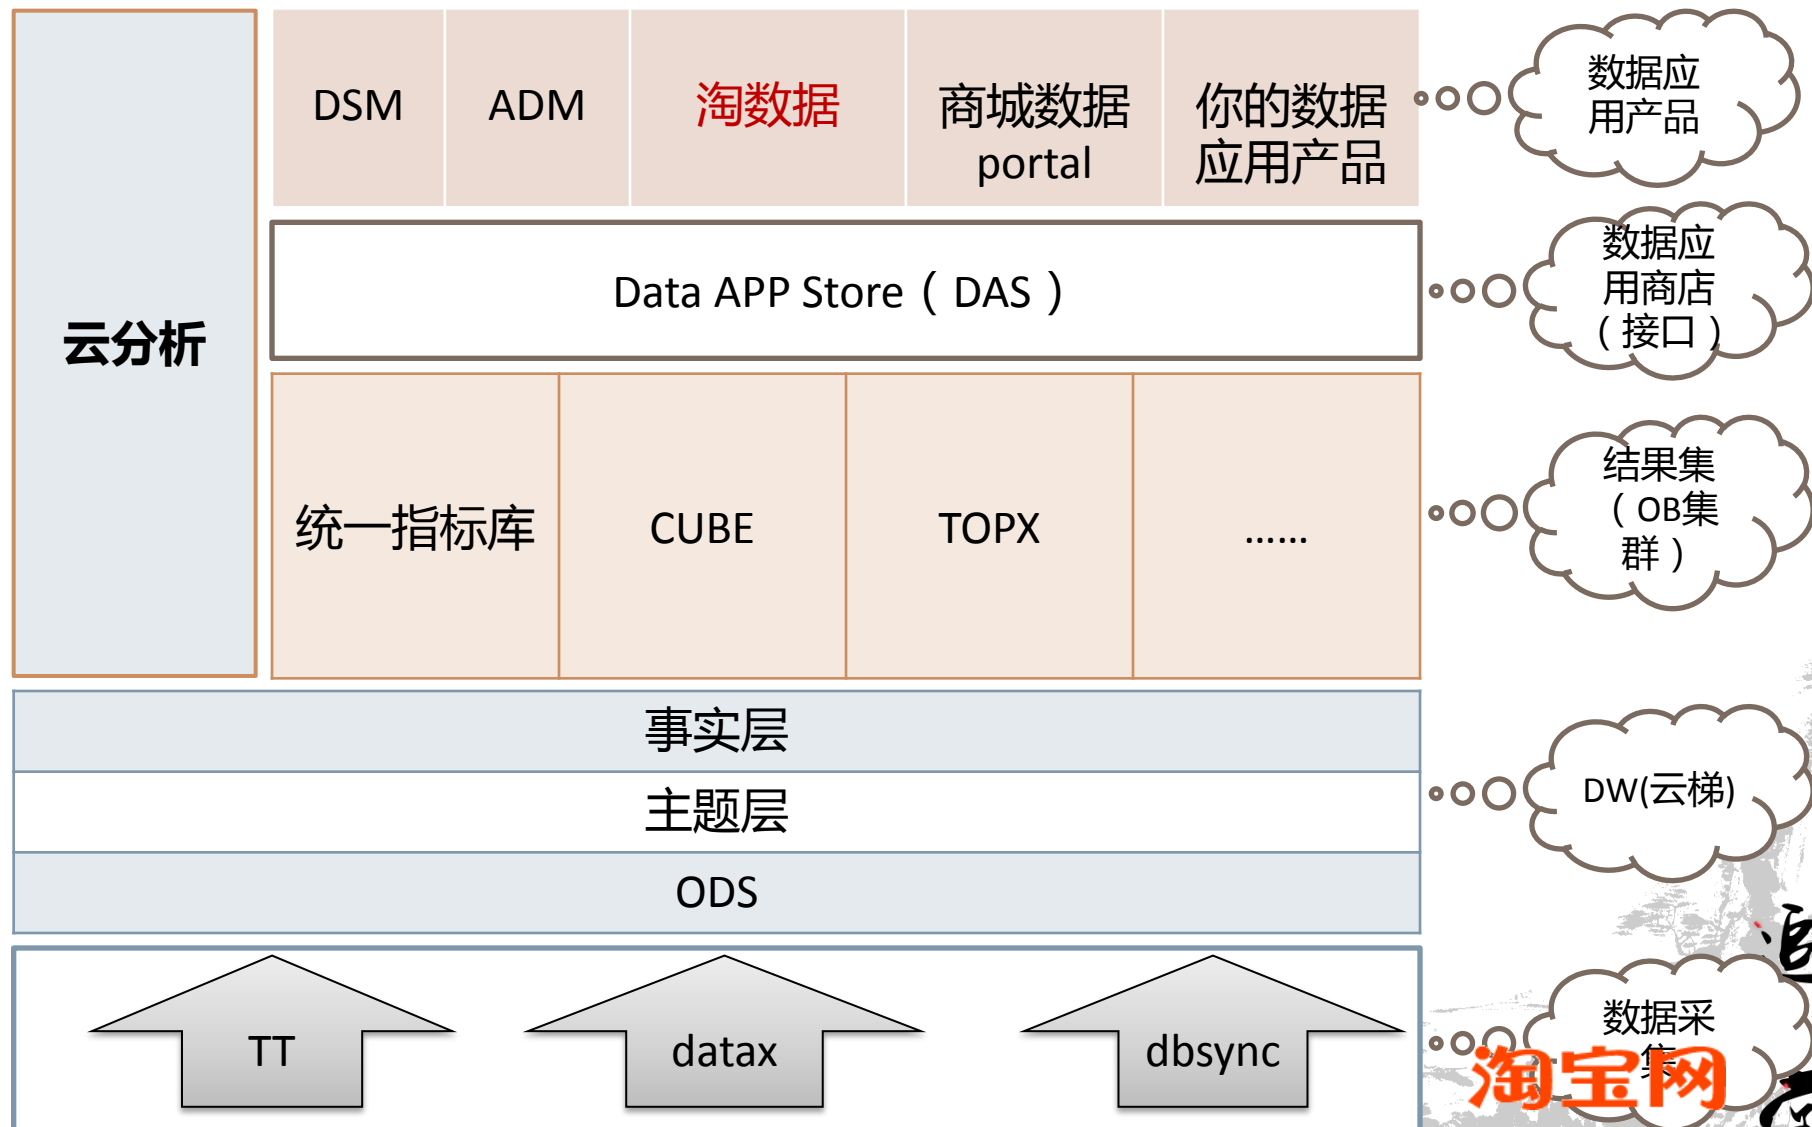 云分析
DSM
ADM
淘数据
商城数据
portal
你的数据
应用产品
数据应
用产品
Data APP Store（DAS）
数据应
用商店
（接口）
统一指标库
CUBE
TOPX
……
结果集
（OB集
群）
事实层
主题层
ODS
DW(云梯)
TT
datax
dbsync
数据采
集
淘宝网